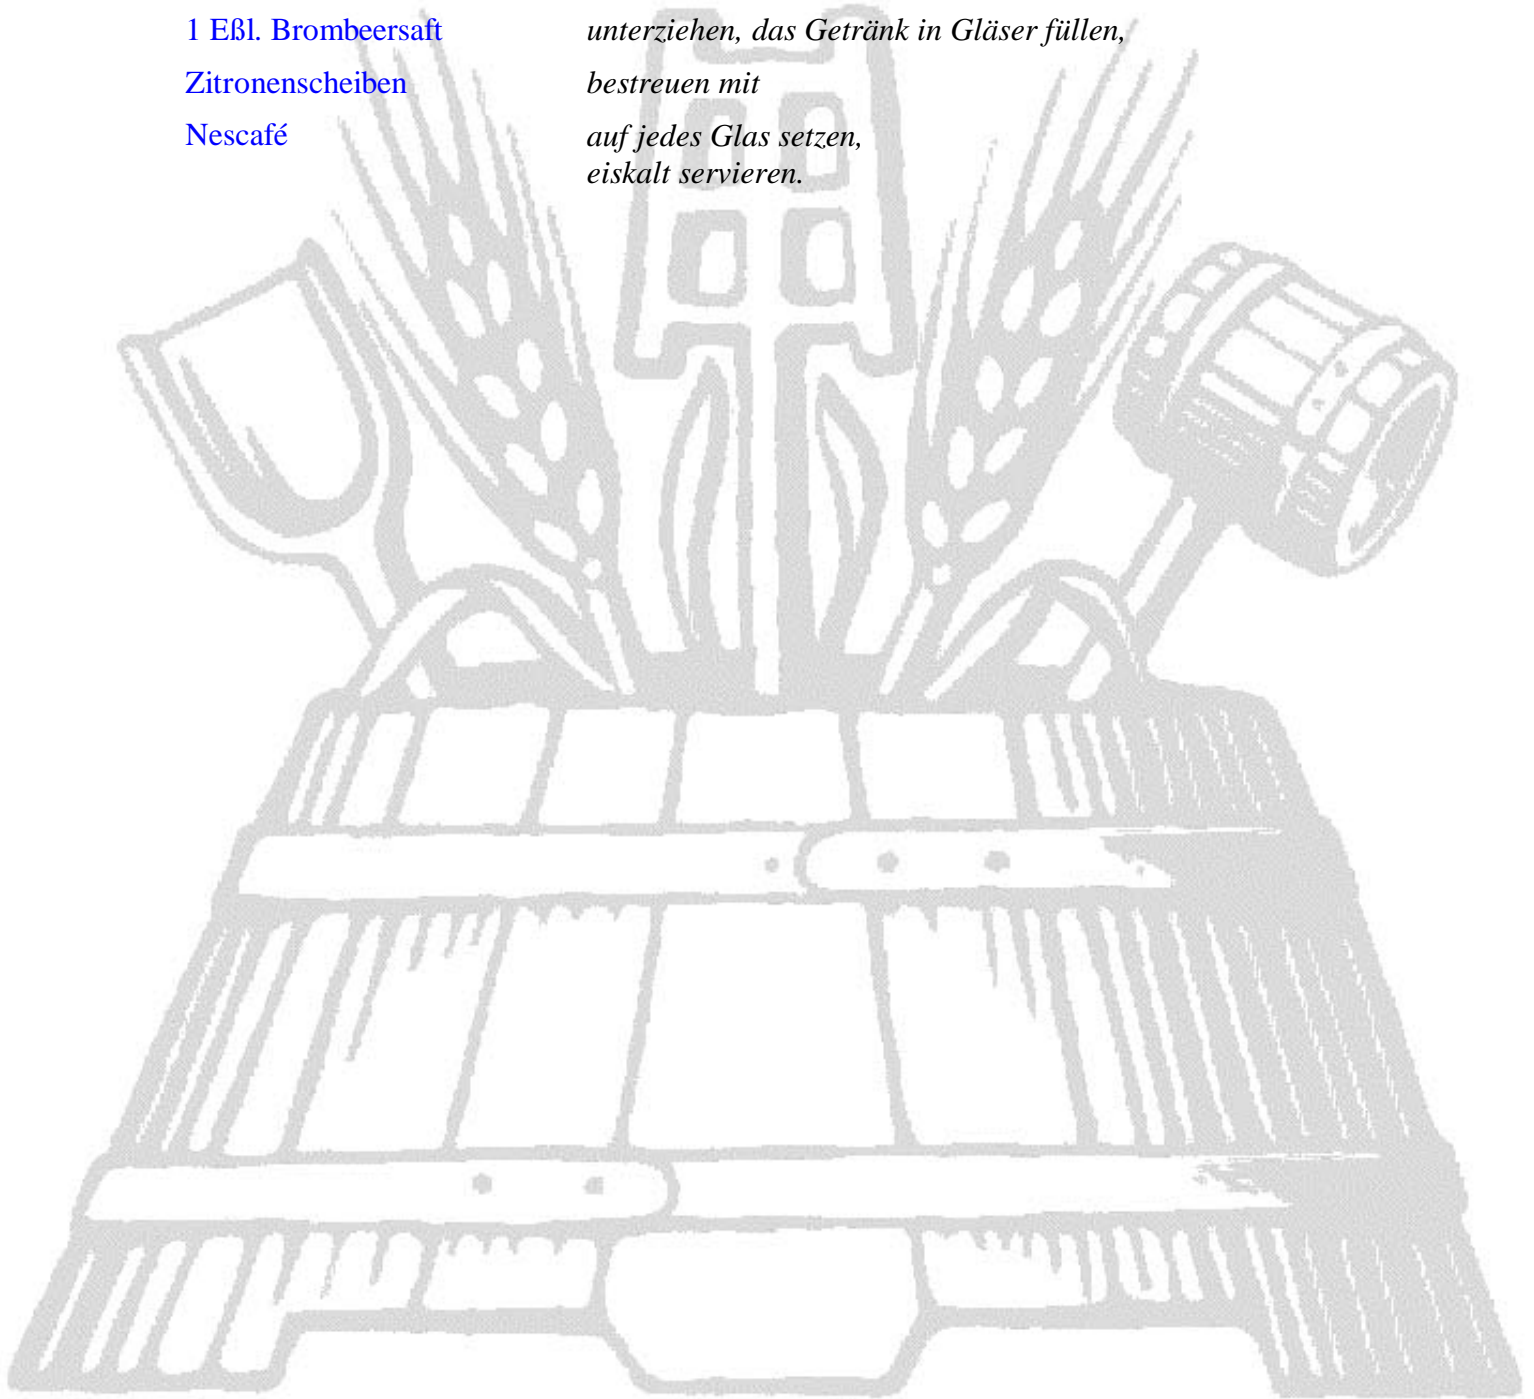 1 Eßl. Brombeersaft unterziehen, das Getränk in Gläser füllen,
Zitronenscheiben bestreuen mit
Nescafé auf jedes Glas setzen,
eiskalt servieren.